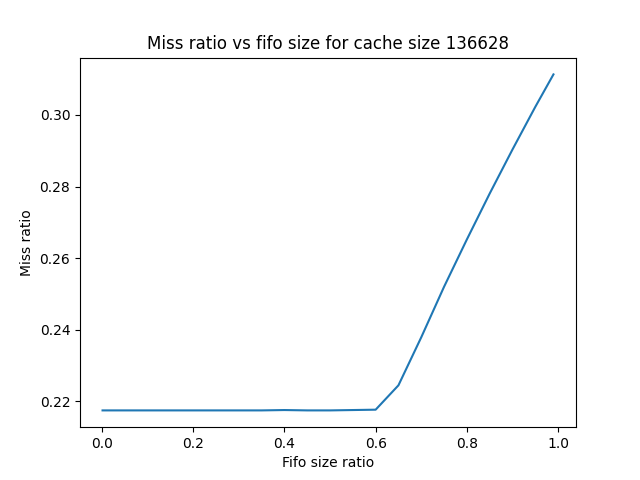 Miss ratio vs fifo size for cache size 136628
0.30
0.28
0.26
0.24
0.22
Miss ratio
0.0 0.2 0.4 0.6 0.8 1.0
Fifo size ratio